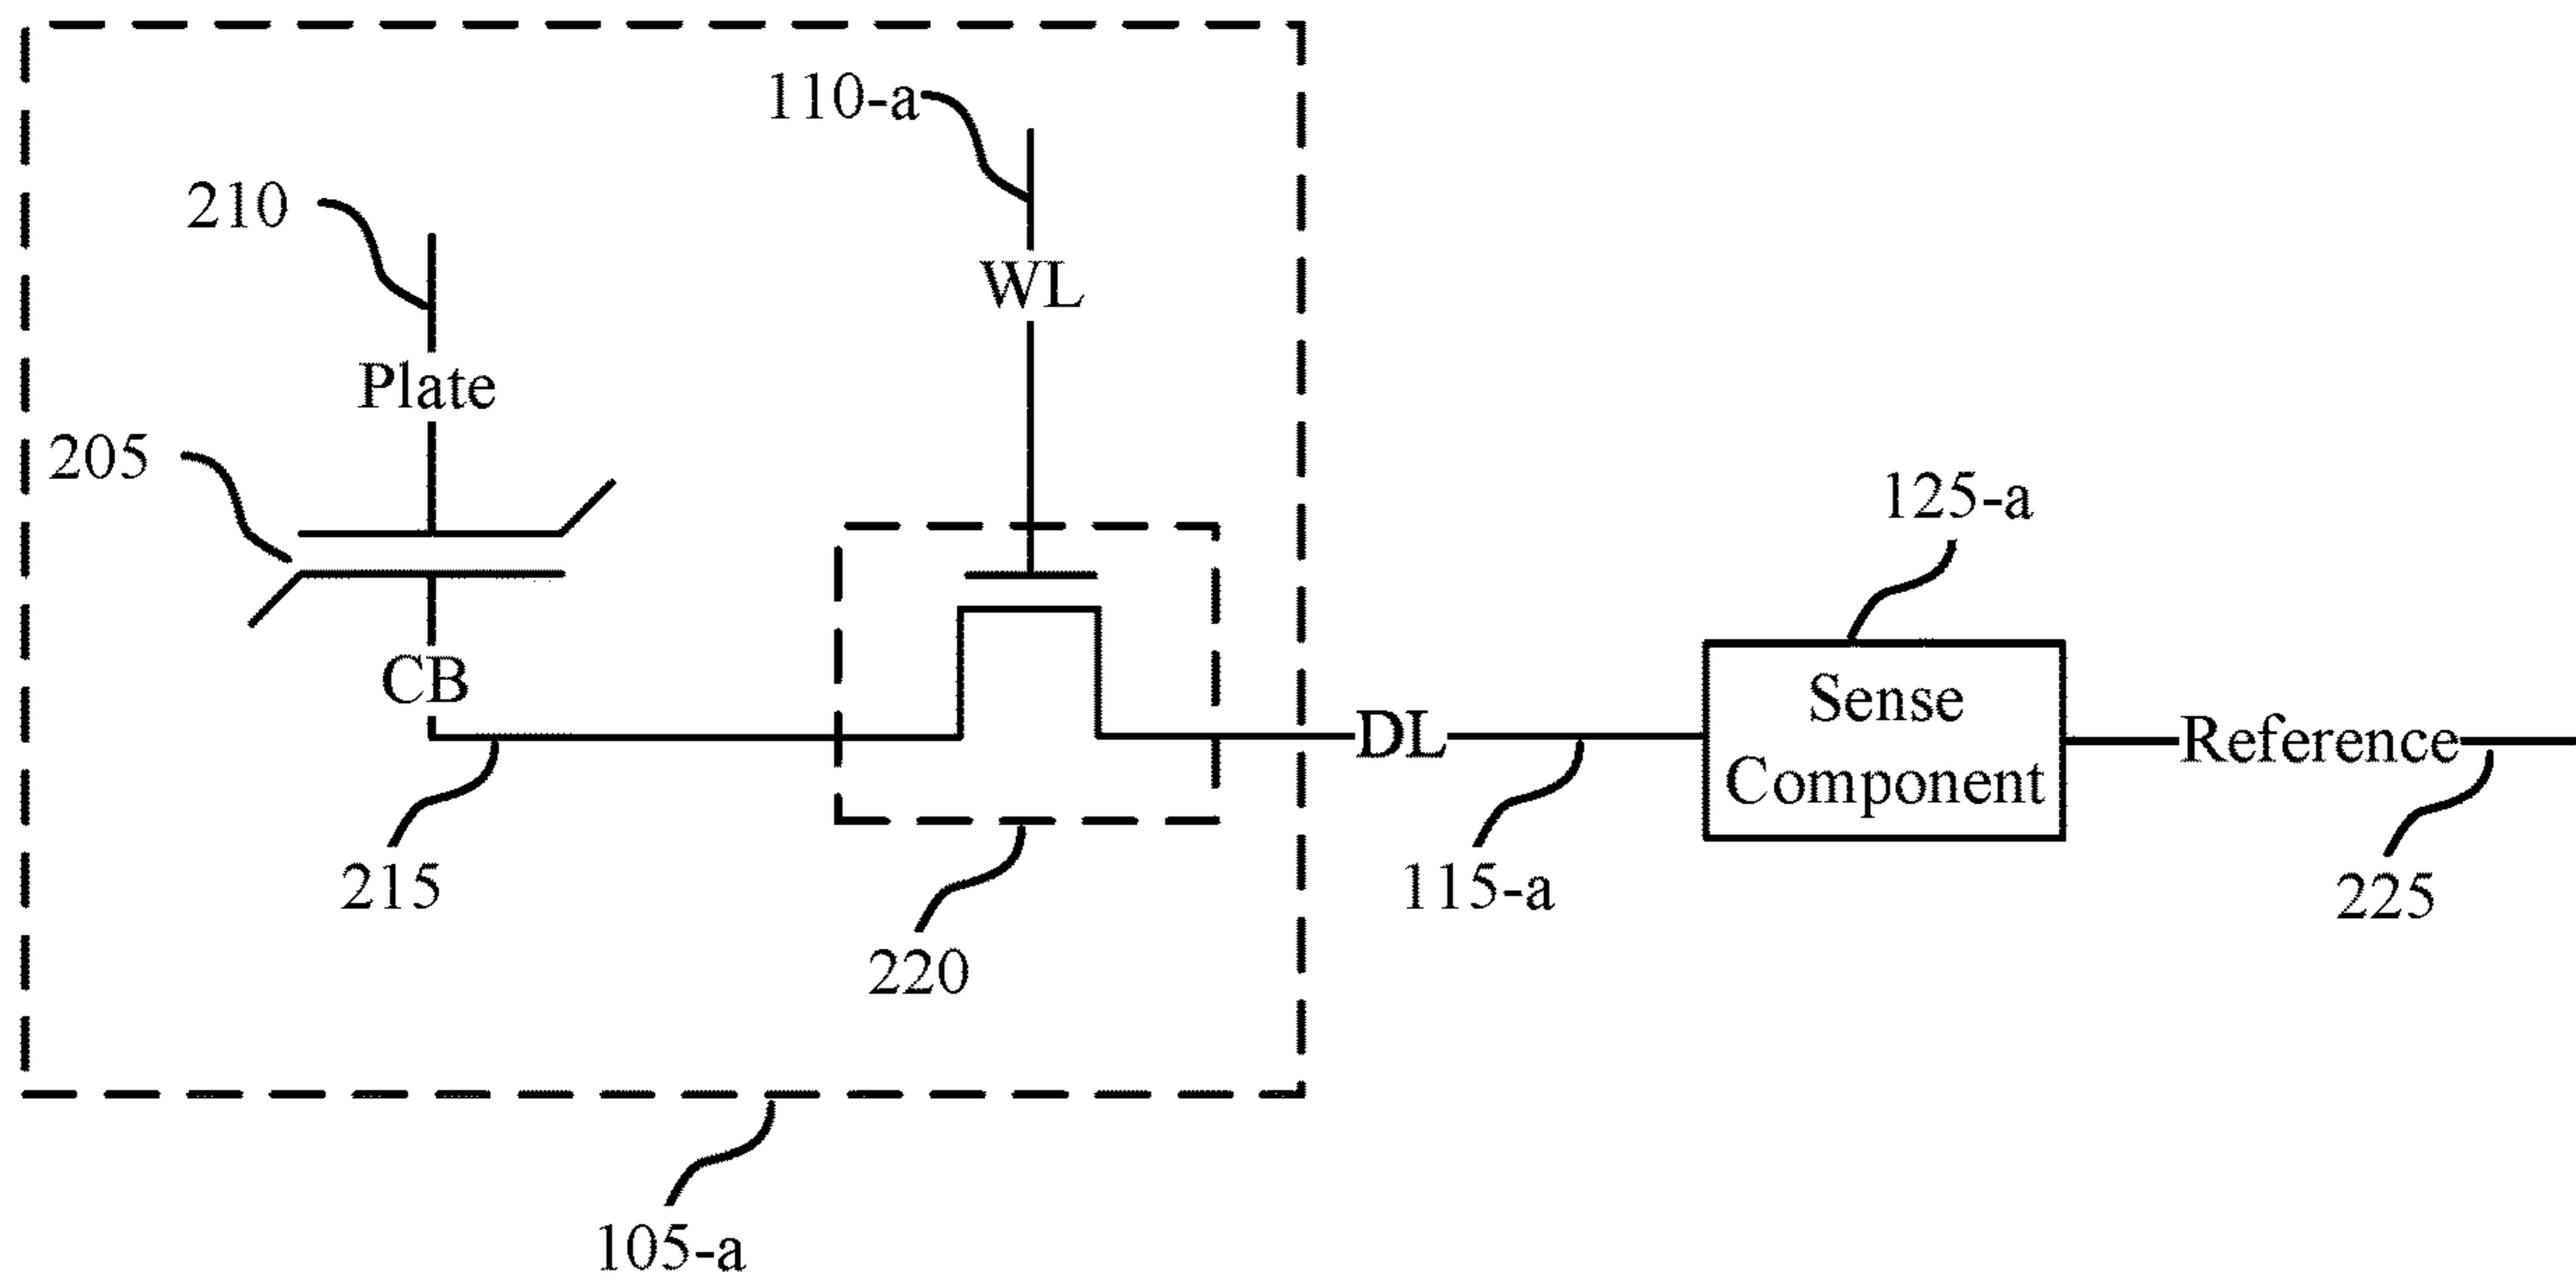 110-a
210
WL
Plate
205
125-a
CB
Sense
Component
DL
Reference
215
115-a
225
220
105-a